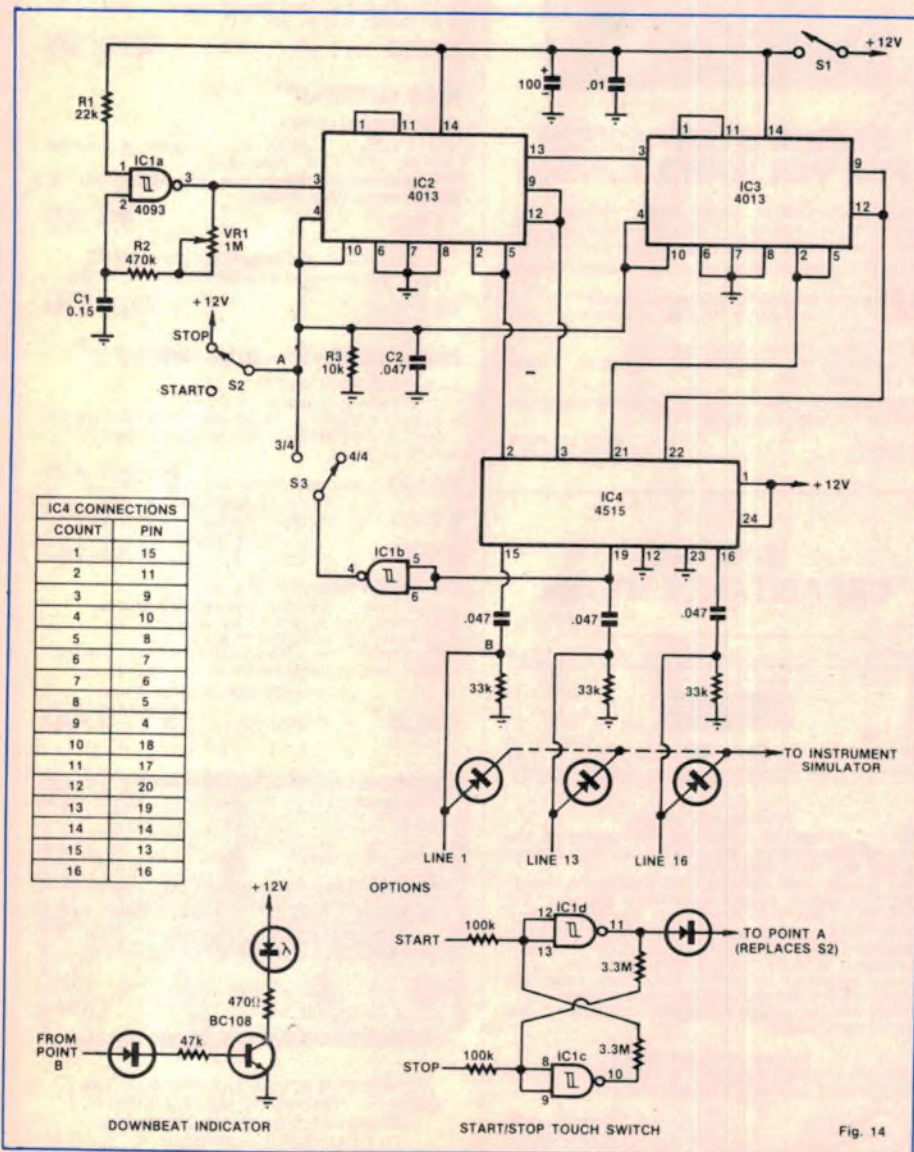 +12V
S1
100
+
−
.01
R1
22k
1 11 14
1 11 14
IC1a
1
2
3
4093
3
4
IC2
4013
13
9
12
10 6 7 8 2 5
3
4
IC3
4013
9
12
10 6 7 8 2 5
VR1
1M
R2
470k
C1
0.15
+12V
STOP
S2
START
A
R3
10k
C2
.047
3/4
4/4
S3
2 3 21 22
IC4
4515
1
24
+12V
15 19 12 23 16
IC1b
4
5
6
.047
.047
.047
B
33k
33k
33k
TO INSTRUMENT
SIMULATOR
LINE 1
LINE 13
LINE 16
IC4 CONNECTIONS
COUNT PIN
1 15
2 11
3 9
4 10
5 8
6 7
7 6
8 5
9 4
10 18
11 17
12 20
13 19
14 14
15 13
16 16
OPTIONS
+12V
λ
470Ω
BC108
FROM
POINT
B
47k
DOWNBEAT INDICATOR
START
100k
12
13
IC1d
11
TO POINT A
(REPLACES S2)
3.3M
3.3M
STOP
100k
8
9
IC1c
10
START/STOP TOUCH SWITCH
Fig. 14